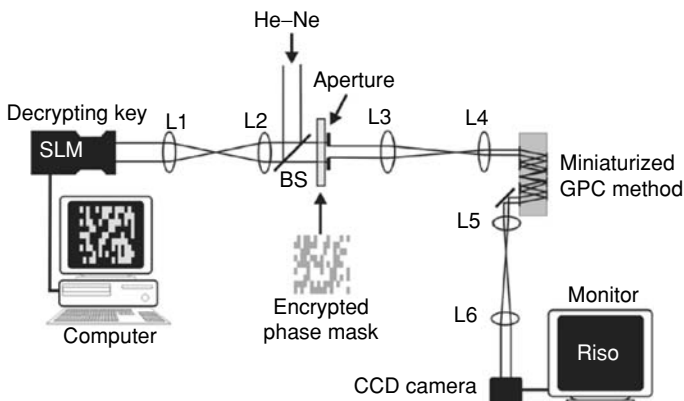 He–Ne
Aperture
Decrypting key
L1
L2
L3
L4
SLM
BS
Miniaturized
GPC method
L5
Encrypted
phase mask
Computer
L6
Monitor
Riso
CCD camera